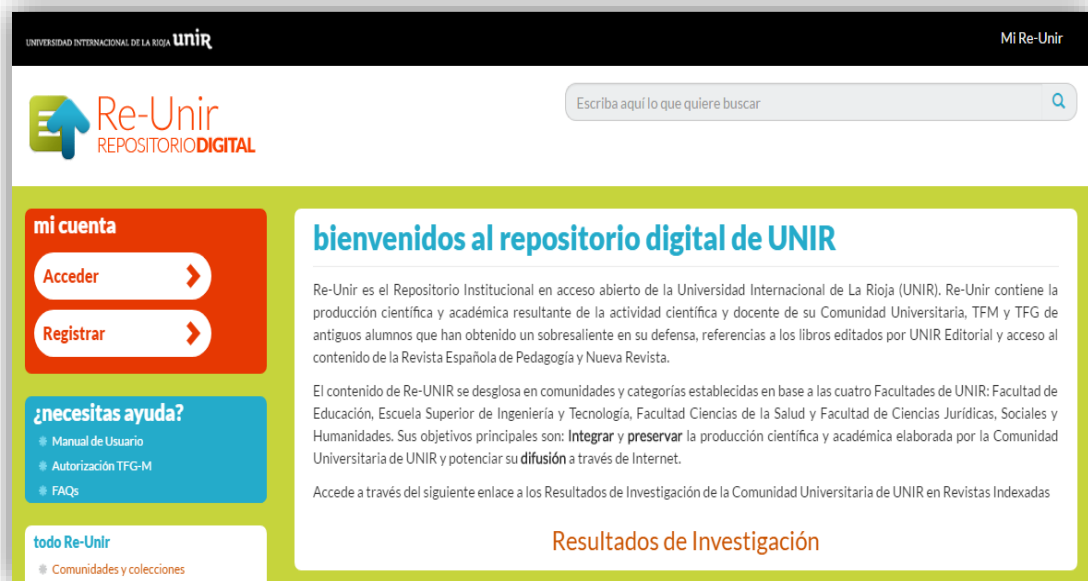 UNIVERSIDAD INTERNACIONAL DE LA RIOJA unir
Mi Re-Unir
Re-Unir
REPOSITORIODIGITAL
Escriba aquí lo que quiere buscar
mi cuenta
Acceder
Registrar
¿necesitas ayuda?
Manual de Usuario
Autorización TFG-M
FAQs
todo Re-Unir
Comunidades y colecciones
bienvenidos al repositorio digital de UNIR
Re-Unir es el Repositorio Institucional en acceso abierto de la Universidad Internacional de La Rioja (UNIR). Re-Unir contiene la
producción científica y académica resultante de la actividad científica y docente de su Comunidad Universitaria, TFM y TFG de
antiguos alumnos que han obtenido un sobresaliente en su defensa, referencias a los libros editados por UNIR Editorial y acceso al
contenido de la Revista Española de Pedagogía y Nueva Revista.
El contenido de Re-UNIR se desglosa en comunidades y categorías establecidas en base a las cuatro Facultades de UNIR: Facultad de
Educación, Escuela Superior de Ingeniería y Tecnología, Facultad Ciencias de la Salud y Facultad de Ciencias Jurídicas, Sociales y
Humanidades. Sus objetivos principales son: Integrar y preservar la producción científica y académica elaborada por la Comunidad
Universitaria de UNIR y potenciar su difusión a través de Internet.
Accede a través del siguiente enlace a los Resultados de Investigación de la Comunidad Universitaria de UNIR en Revistas Indexadas
Resultados de Investigación